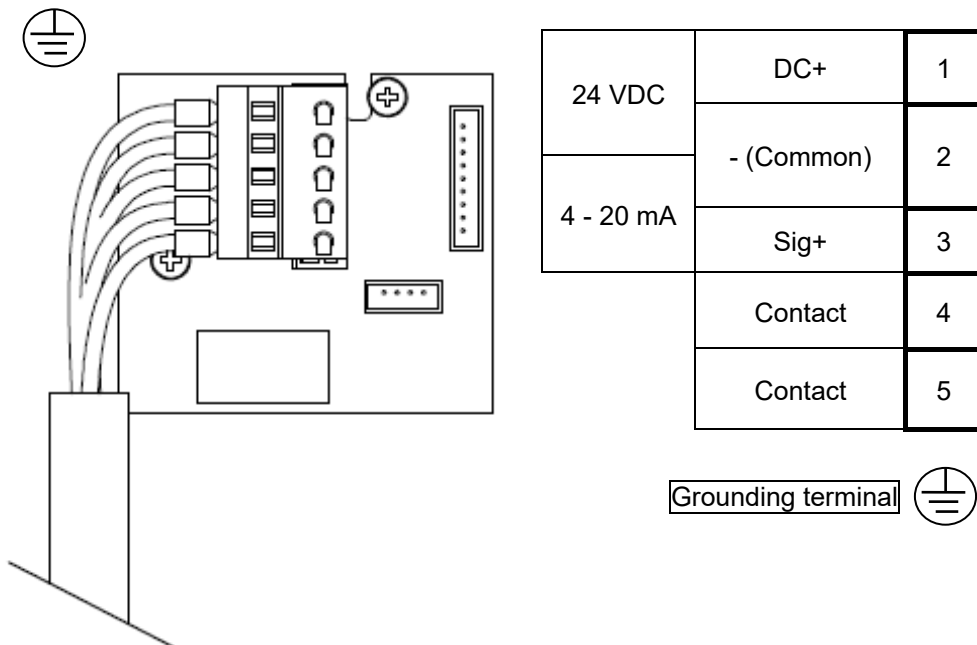 24 VDC
DC+
1
- (Common)
2
4 - 20 mA
Sig+
3
Contact
4
Contact
5
Grounding terminal